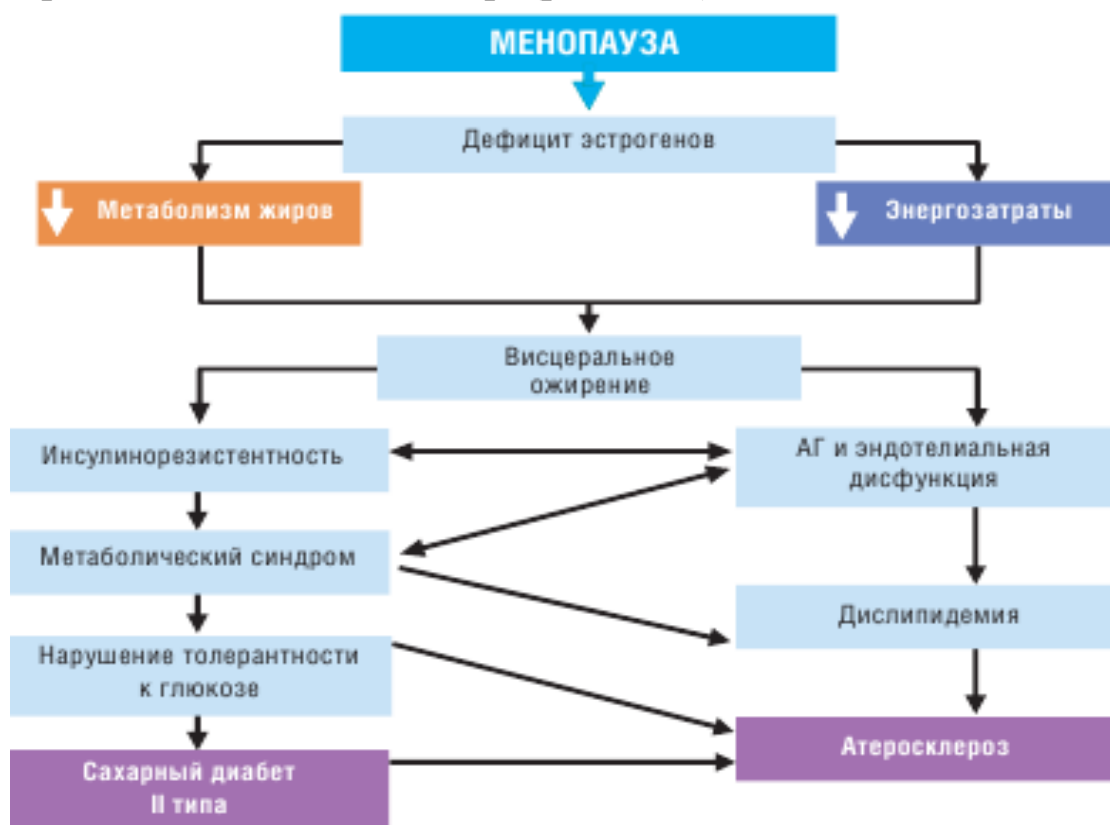 МЕНОПАУЗА
Дефицит эстрогенов
Метаболизм жиров
Энергозатраты
Висцеральное
ожирение
Инсулинорезистентность
АГ и эндотелиальная
дисфункция
Метаболический синдром
Дислипидемия
Нарушение толерантности
к глюкозе
Атеросклероз
Сахарный диабет
II типа